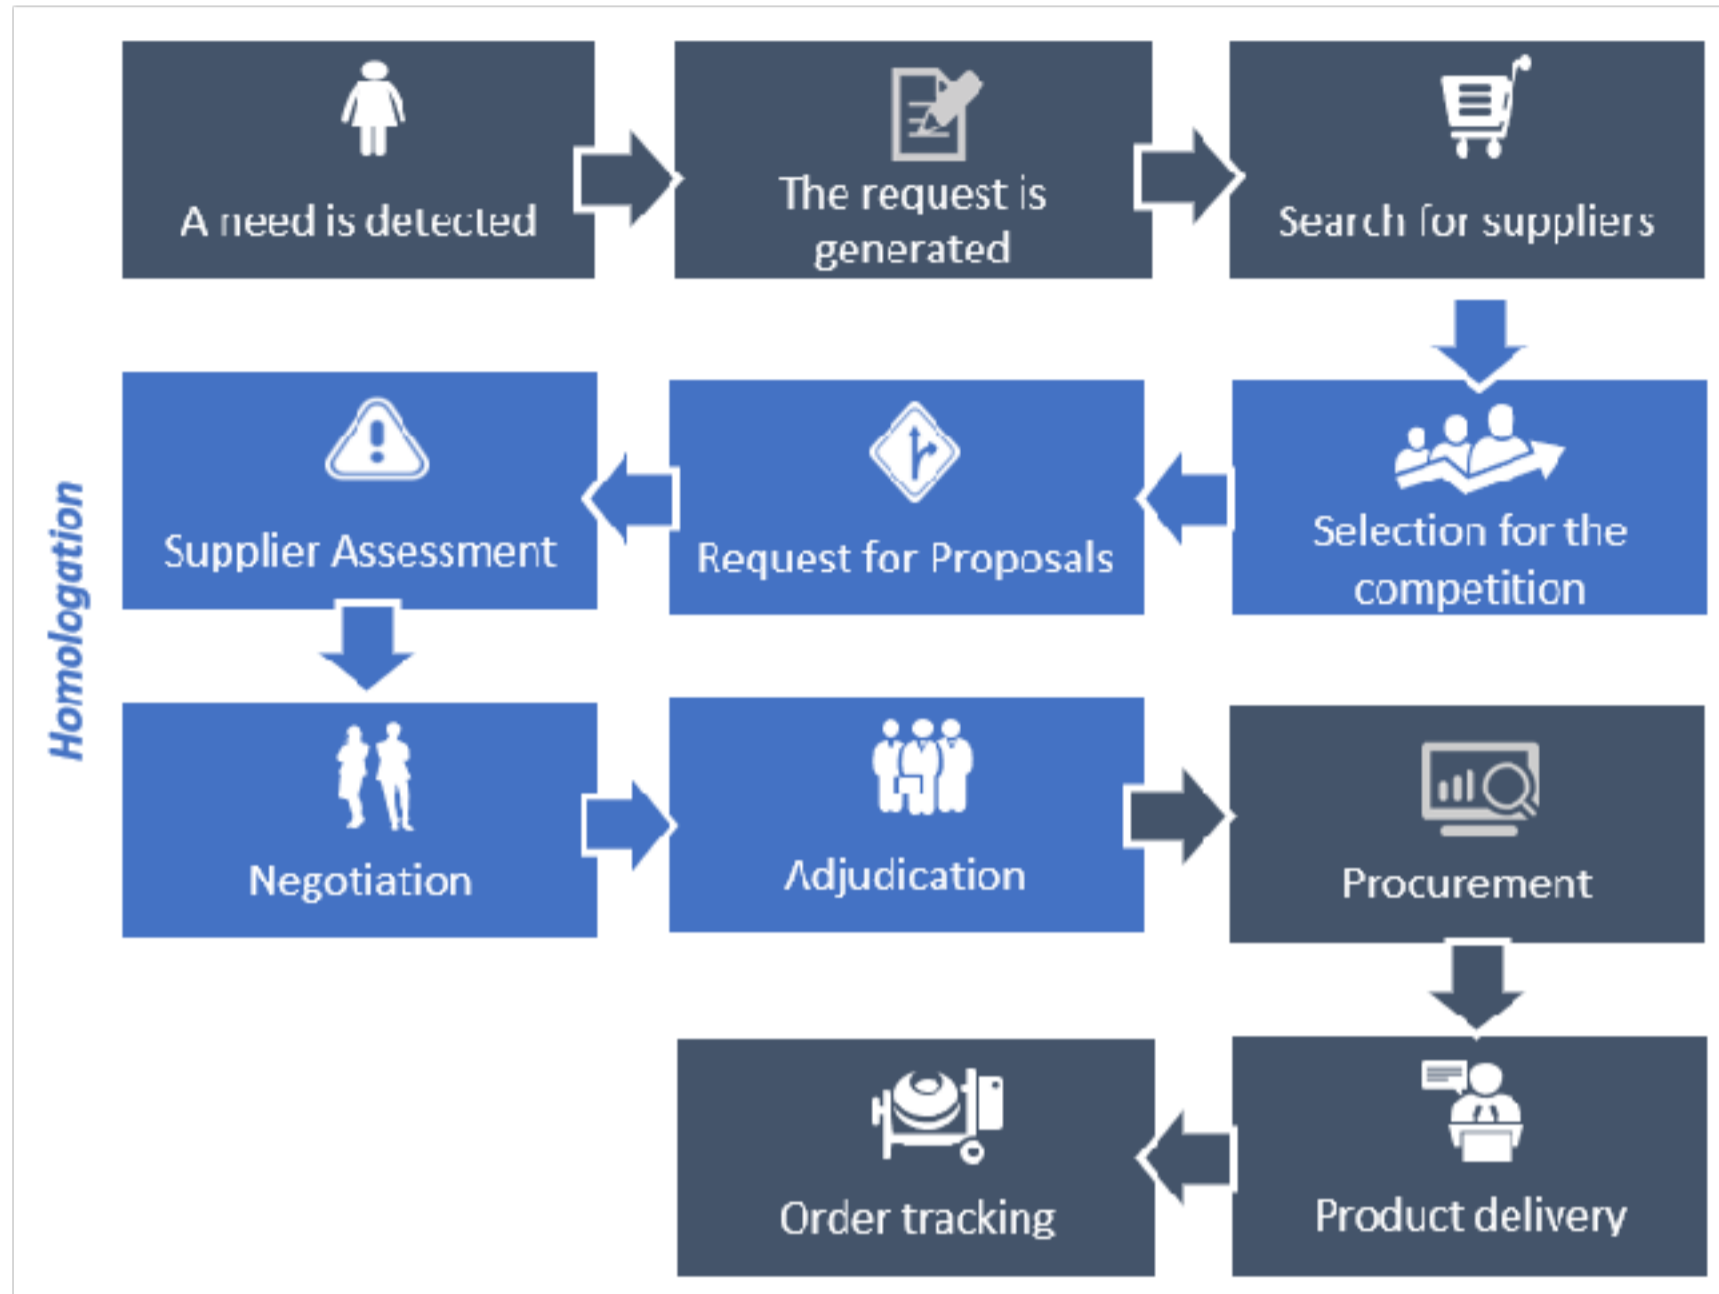 A need is detected
The request is
generated
Search for suppliers
Selection for the
competition
Request for Proposals
Supplier Assessment
Homologation
Negotiation
Adjudication
Procurement
Product delivery
Order tracking